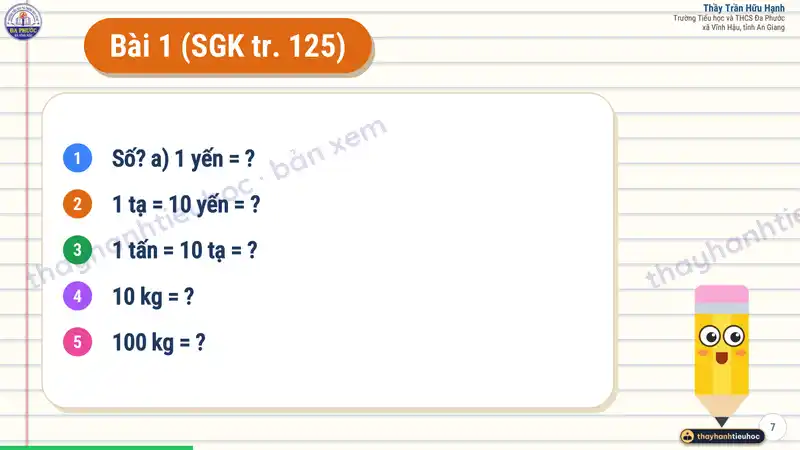 Thầy Trần Hữu Hạnh
Trường Tiểu học và THCS Đa Phước
xã Vĩnh Hậu, tỉnh An Giang
ĐA PHƯỚC
Bài 1 (SGK tr. 125)
1 Số? a) 1 yến = ?
2 1 tạ = 10 yến = ?
3 1 tấn = 10 tạ = ?
4 10 kg = ?
5 100 kg = ?
thayhanhtieuhoc · bản xem
thayhanhtieuhoc
7